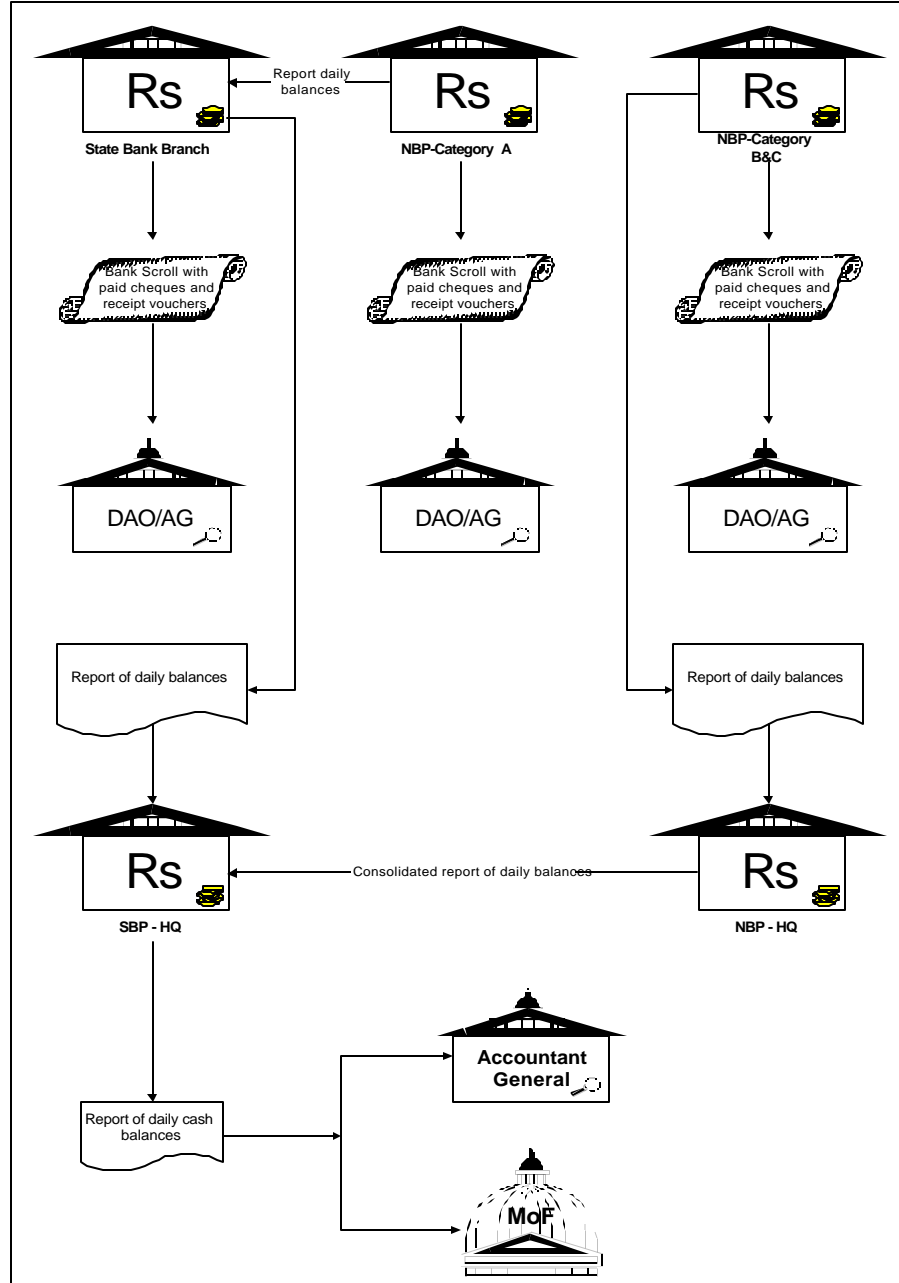 Rs
Report daily
balances
Rs
Rs
State Bank Branch
NBP-Category A
NBP-Category
B&C
Bank Scroll with
paid cheques and
receipt vouchers
Bank Scroll with
paid cheques and
receipt vouchers
Bank Scroll with
paid cheques and
receipt vouchers
DAO/AG
DAO/AG
DAO/AG
Report of daily balances
Report of daily balances
Rs
Consolidated report of daily balances
Rs
SBP - HQ
NBP - HQ
Accountant
General
Report of daily cash
balances
MoF